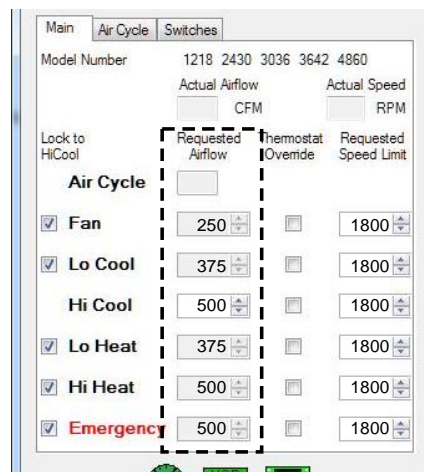 Main Air Cycle Switches
Model Number 1218 2430 3036 3642 4860
Actual Airflow Actual Speed
CFM RPM
Lock to Requested Thermostat Requested
HiCool Airflow Override Speed Limit
Air Cycle
Fan 250 1800
Lo Cool 375 1800
Hi Cool 500 1800
Lo Heat 375 1800
Hi Heat 500 1800
Emergency 500 1800